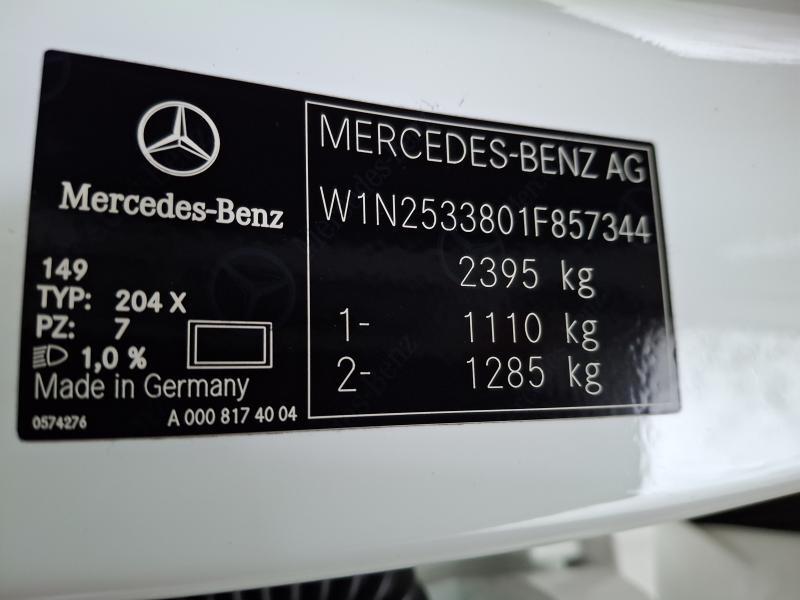 Mercedes-Benz
149
TYP: 204 X
PZ: 7
1,0 %
Made in Germany
0574276
A 000 817 40 04
MERCEDES-BENZ AG
W1N2533801F857344
2395 kg
1- 1110 kg
2- 1285 kg